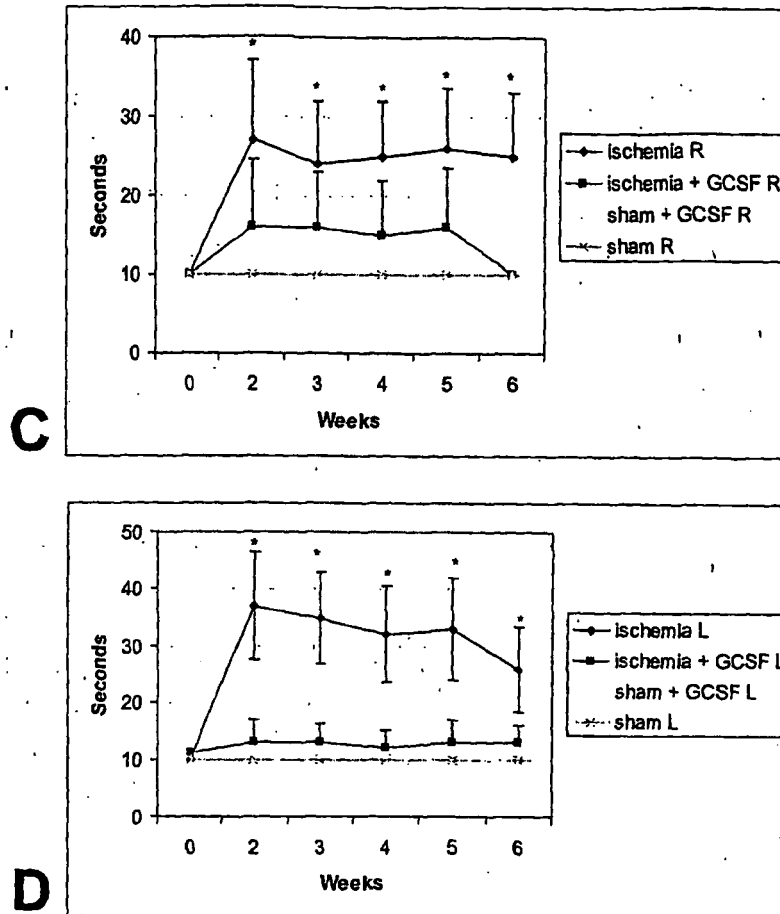 40
30
20
10
0
Seconds
0 2 3 4 5 6
Weeks
* * * * *
ischemia R
ischemia + GCSF R
sham + GCSF R
sham R
C
50
40
30
20
10
0
Seconds
0 2 3 4 5 6
Weeks
* * * * *
ischemia L
ischemia + GCSF L
sham + GCSF L
sham L
D